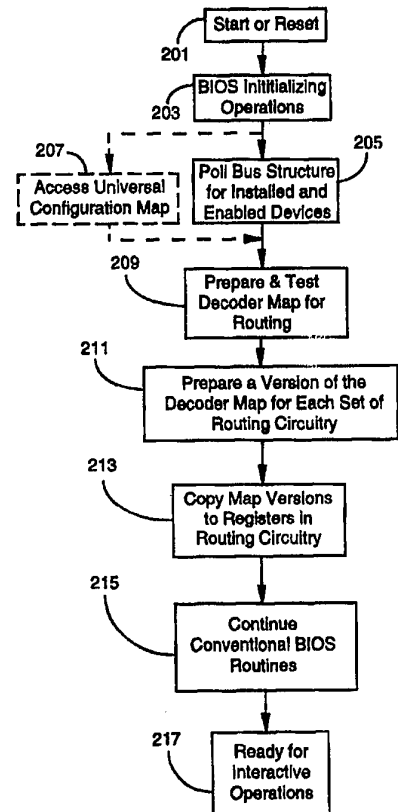 Start or Reset
201
BIOS Inititializing
Operations
203
207
205
Access Universal
Configuration Map
Poll Bus Structure
for Installed and
Enabled Devices
209
Prepare & Test
Decoder Map for
Routing
211
Prepare a Version of the
Decoder Map for Each Set of
Routing Circuitry
213
Copy Map Versions
to Registers in
Routing Circuitry
215
Continue
Conventional BIOS
Routines
217
Ready for
Interactive
Operations